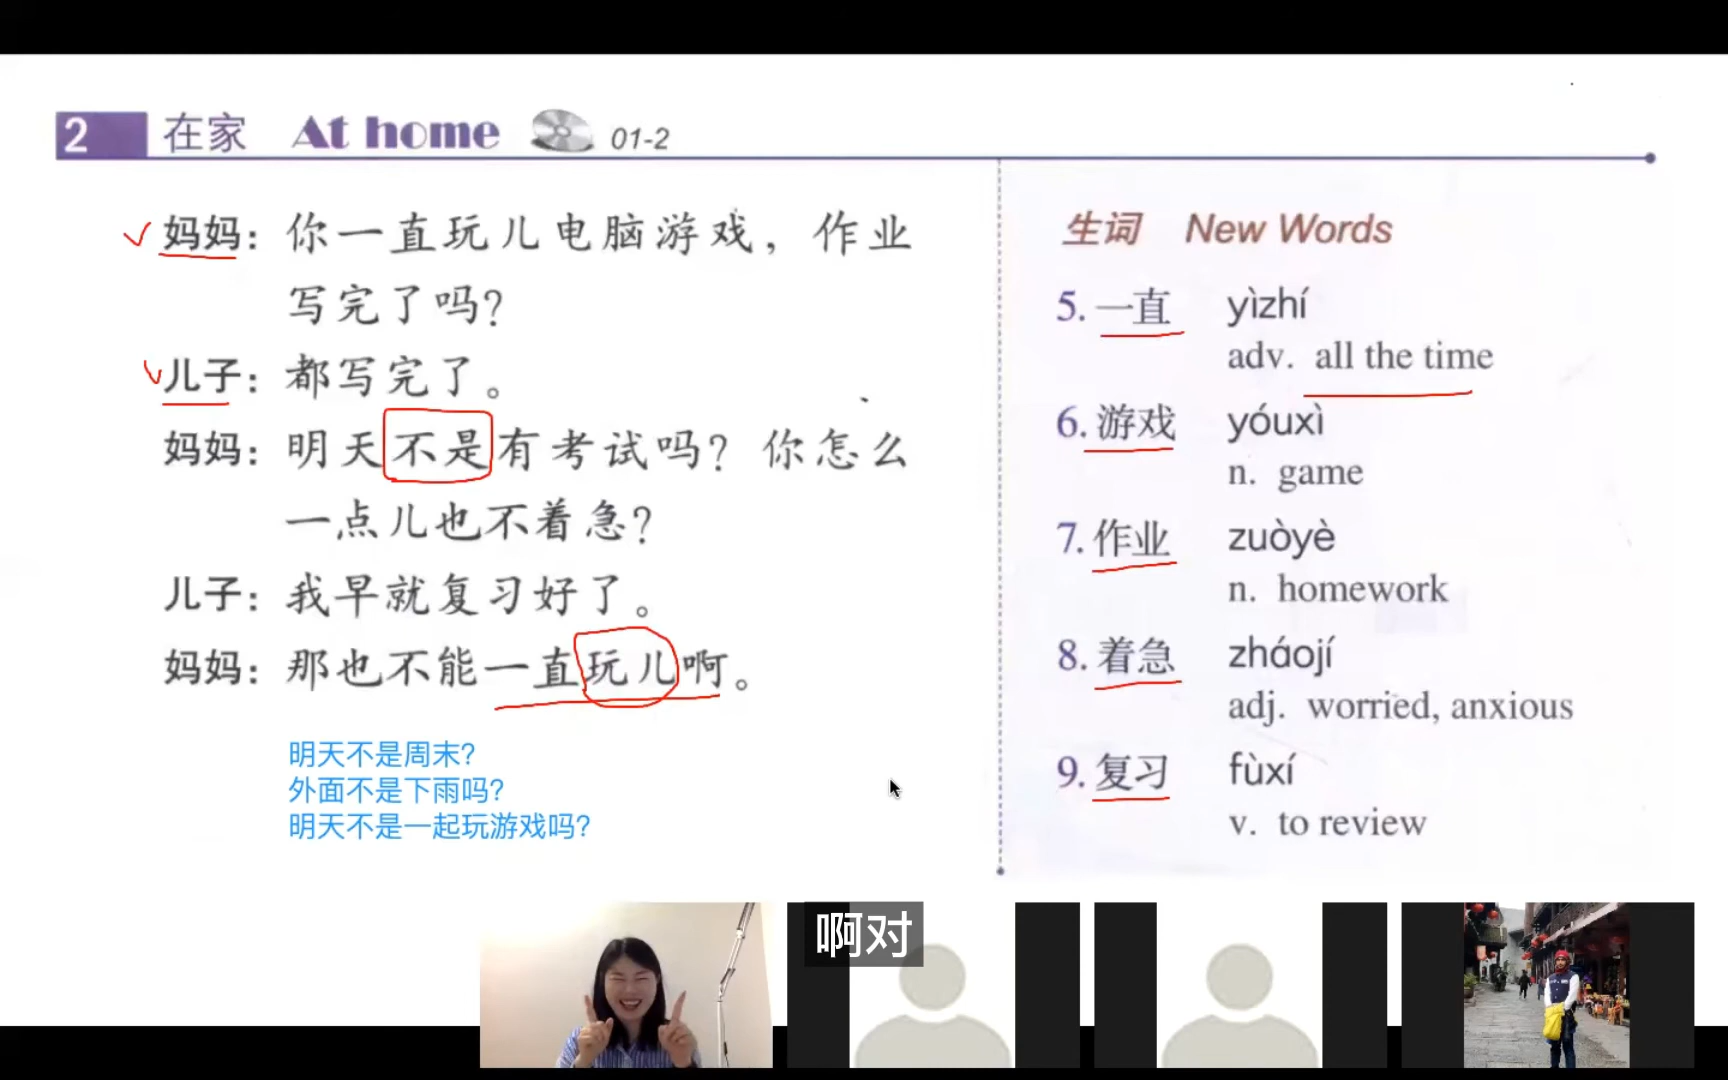 2 在家 At home 01-2
妈妈：你一直玩儿电脑游戏，作业
写完了吗？
儿子：都写完了。
妈妈：明天不是有考试吗？你怎么
一点儿也不着急？
儿子：我早就复习好了。
妈妈：那也不能一直玩儿啊。
明天不是周末?
外面不是下雨吗?
明天不是一起玩游戏吗?
生词 New Words
5. 一直 yìzhí
adv. all the time
6. 游戏 yóuxì
n. game
7. 作业 zuòyè
n. homework
8. 着急 zháojí
adj. worried, anxious
9. 复习 fùxí
v. to review
啊对